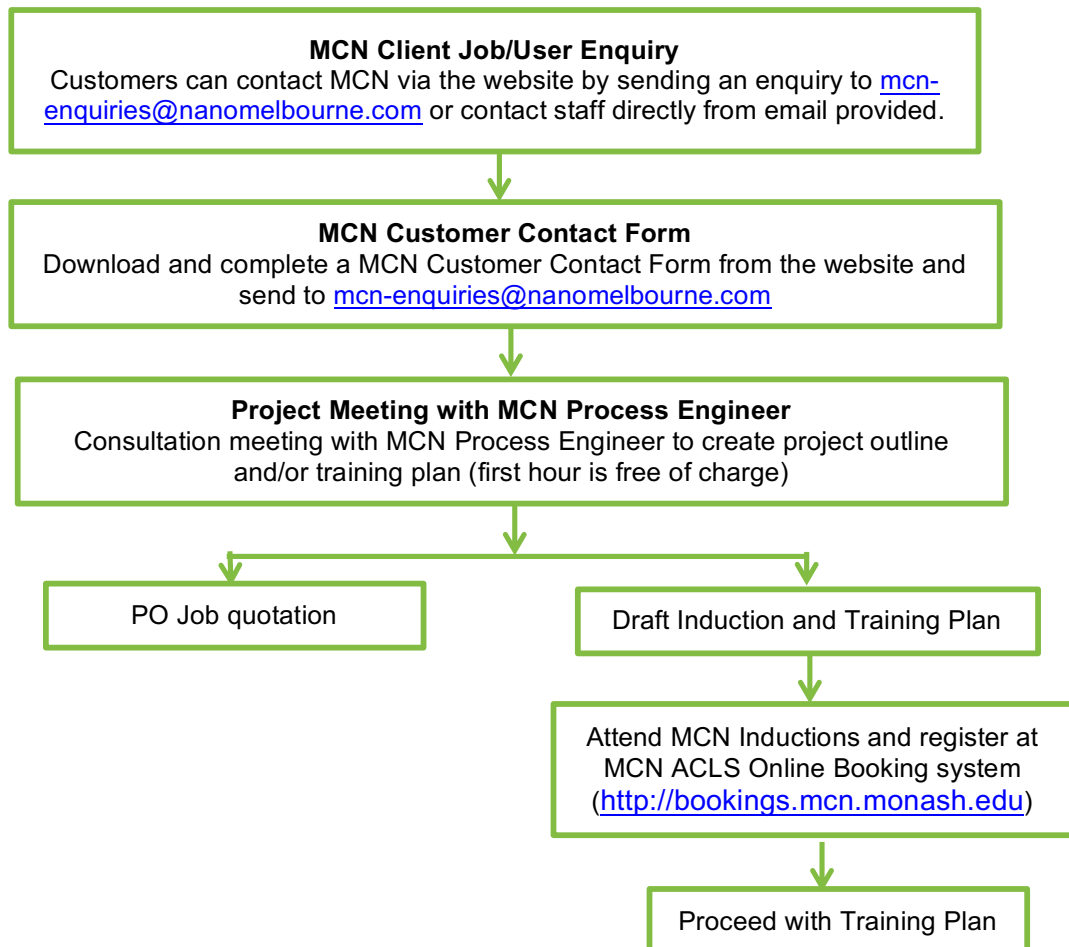 MCN Client Job/User Enquiry
Customers can contact MCN via the website by sending an enquiry to mcn-
enquiries@nanomelbourne.com or contact staff directly from email provided.
MCN Customer Contact Form
Download and complete a MCN Customer Contact Form from the website and
send to mcn-enquiries@nanomelbourne.com
Project Meeting with MCN Process Engineer
Consultation meeting with MCN Process Engineer to create project outline
and/or training plan (first hour is free of charge)
PO Job quotation
Draft Induction and Training Plan
Attend MCN Inductions and register at
MCN ACLS Online Booking system
(http://bookings.mcn.monash.edu)
Proceed with Training Plan